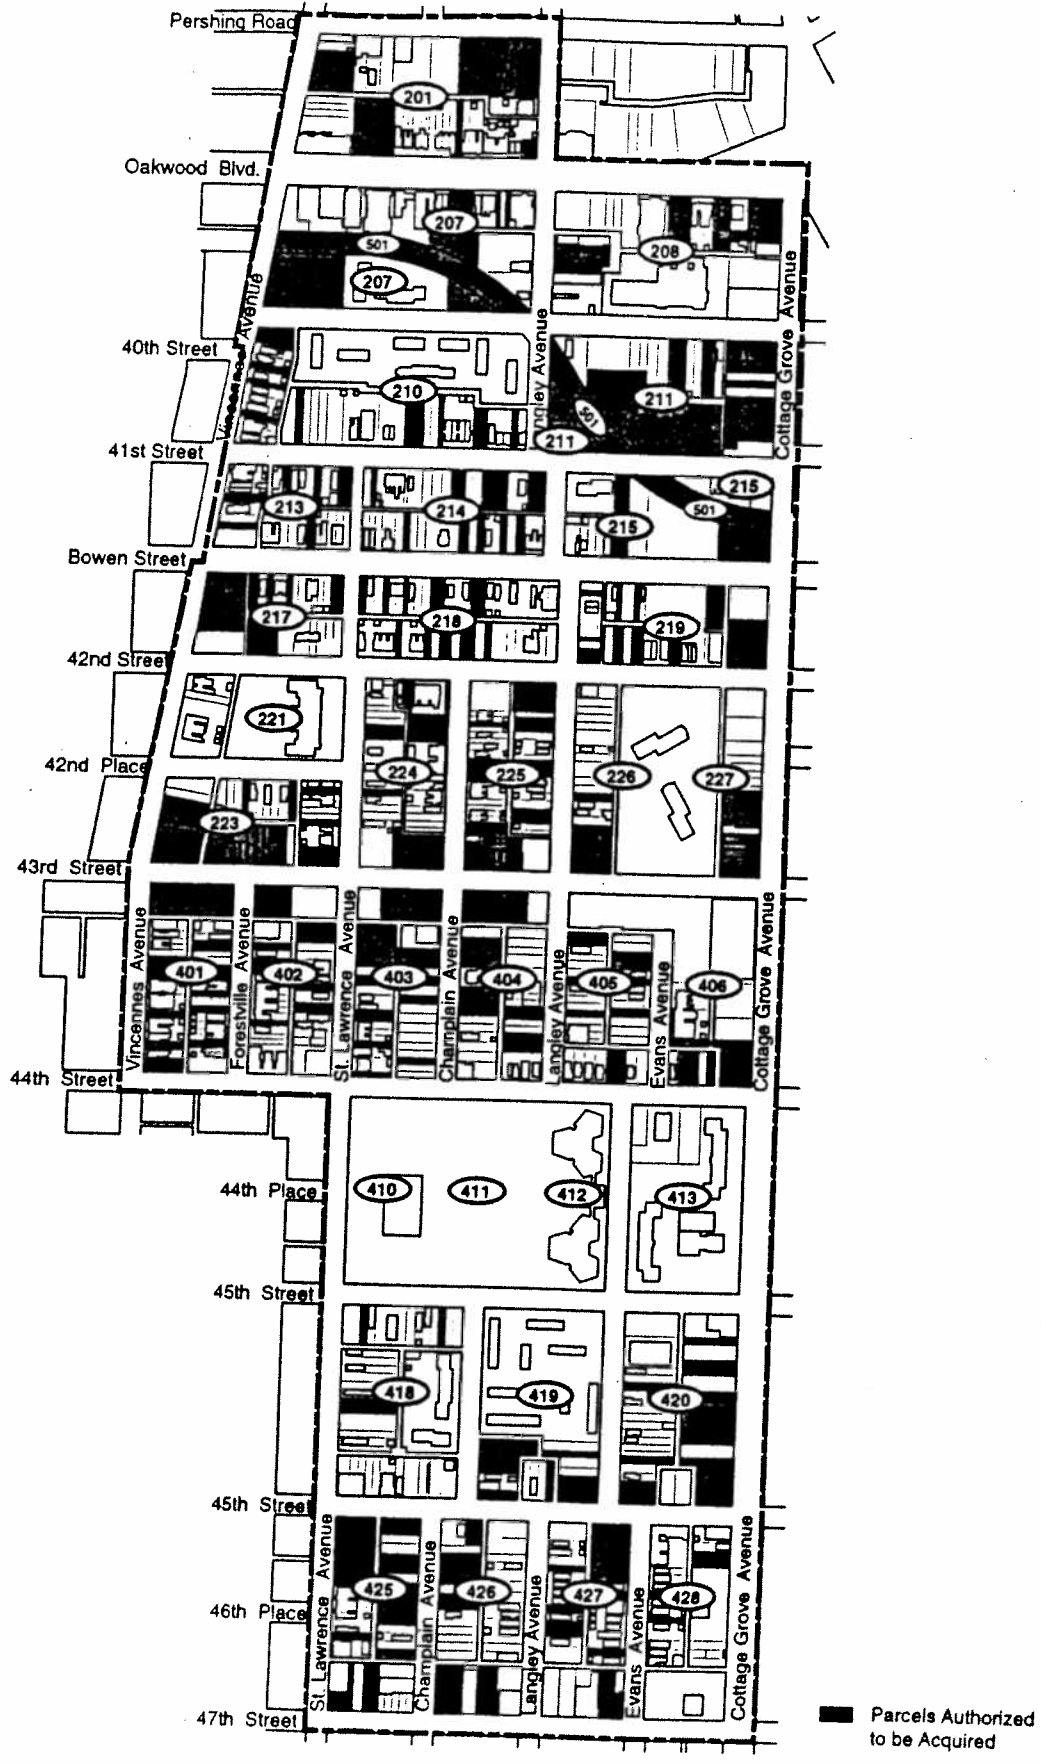 Pershing Road
201
Oakwood Blvd.
207
501
207
208
Avenue
Cottage Grove Avenue
40th Street
210
211
501
211
Langley Avenue
Vincennes
41st Street
213
214
215
501
215
Bowen Street
217
218
219
42nd Street
221
42nd Place
224
225
226
227
223
43rd Street
Vincennes Avenue
401
Forestville Avenue
402
St. Lawrence Avenue
403
Champlain Avenue
404
Langley Avenue
405
Evans Avenue
406
Cottage Grove Avenue
44th Street
410
411
412
413
44th Place
45th Street
418
419
420
45th Street
St. Lawrence Avenue
425
Champlain Avenue
426
Langley Avenue
427
Evans Avenue
428
Cottage Grove Avenue
46th Place
47th Street
Parcels Authorized
to be Acquired